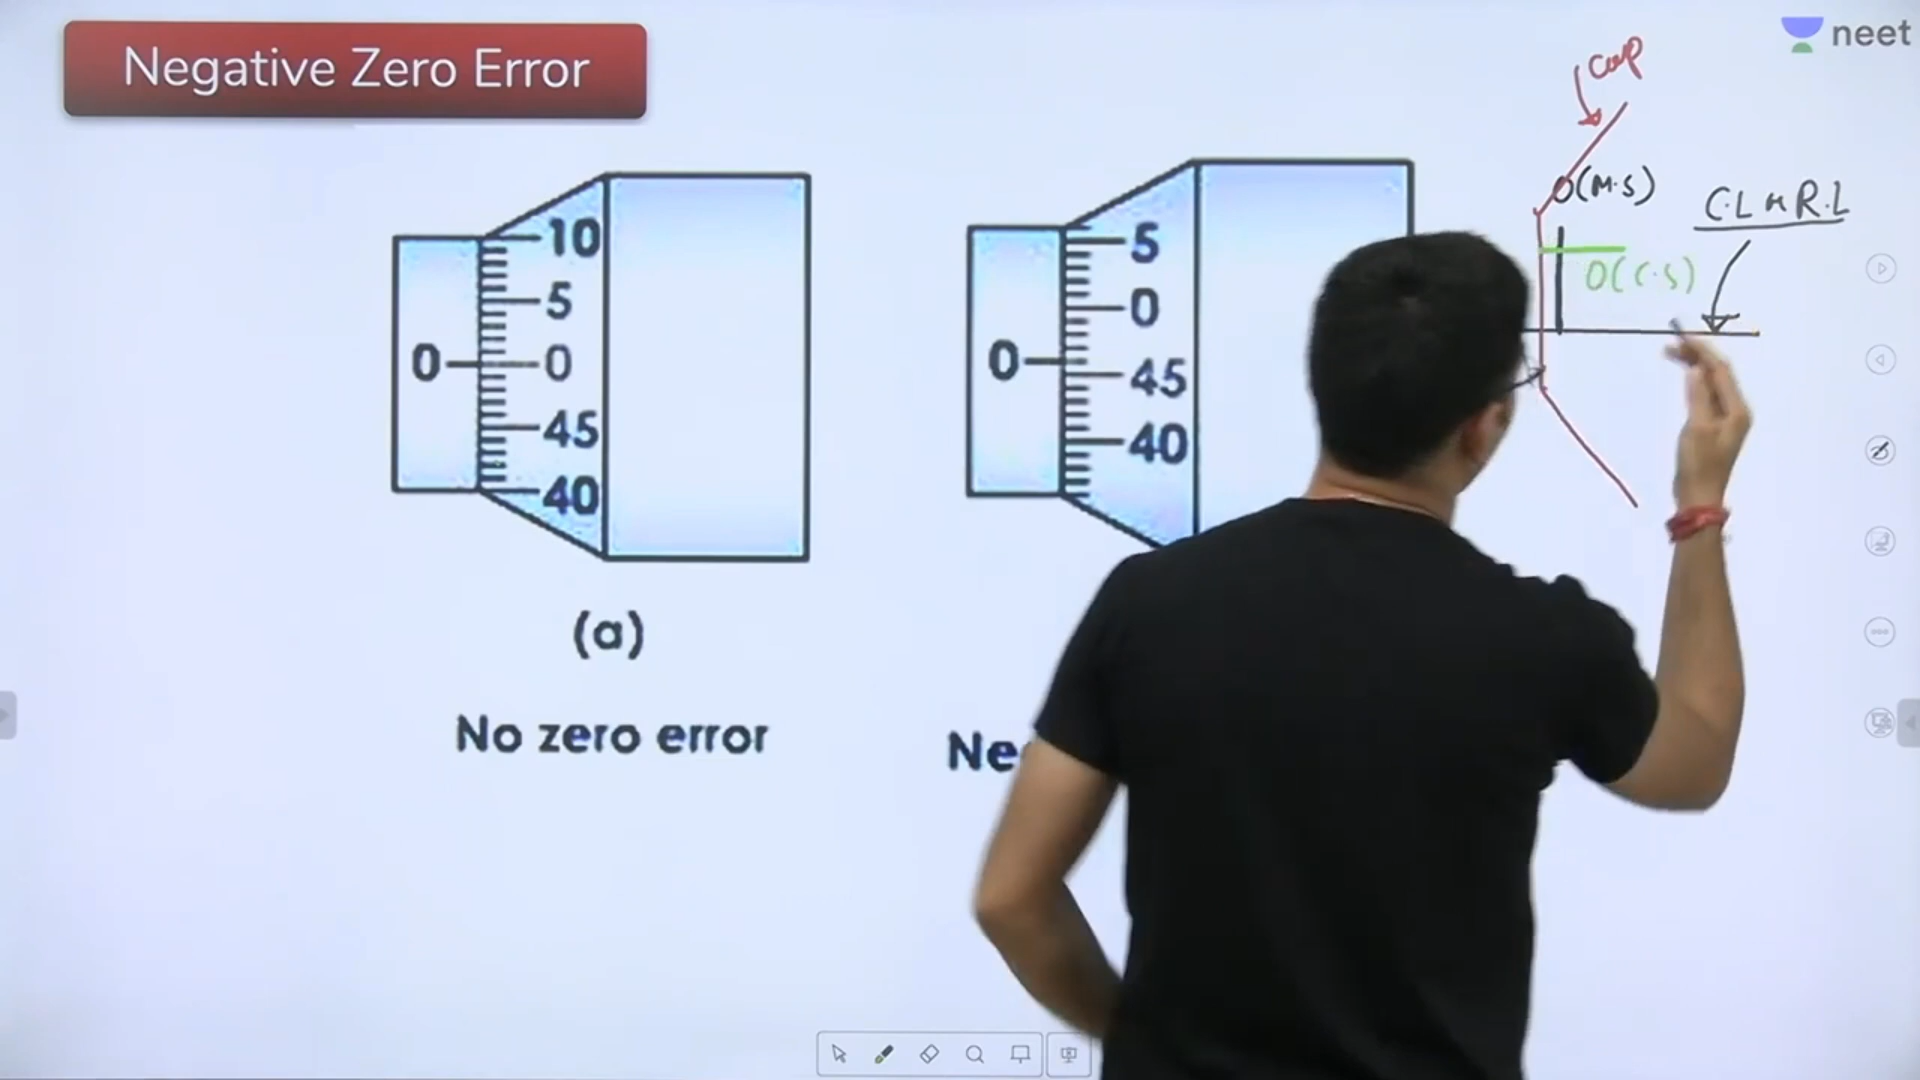 Negative Zero Error
neet
cap
0(M.S)
C.L or R.L
0(C.S)
10
5
0
0
45
40
5
0
0
45
40
(a)
No zero error
Ne